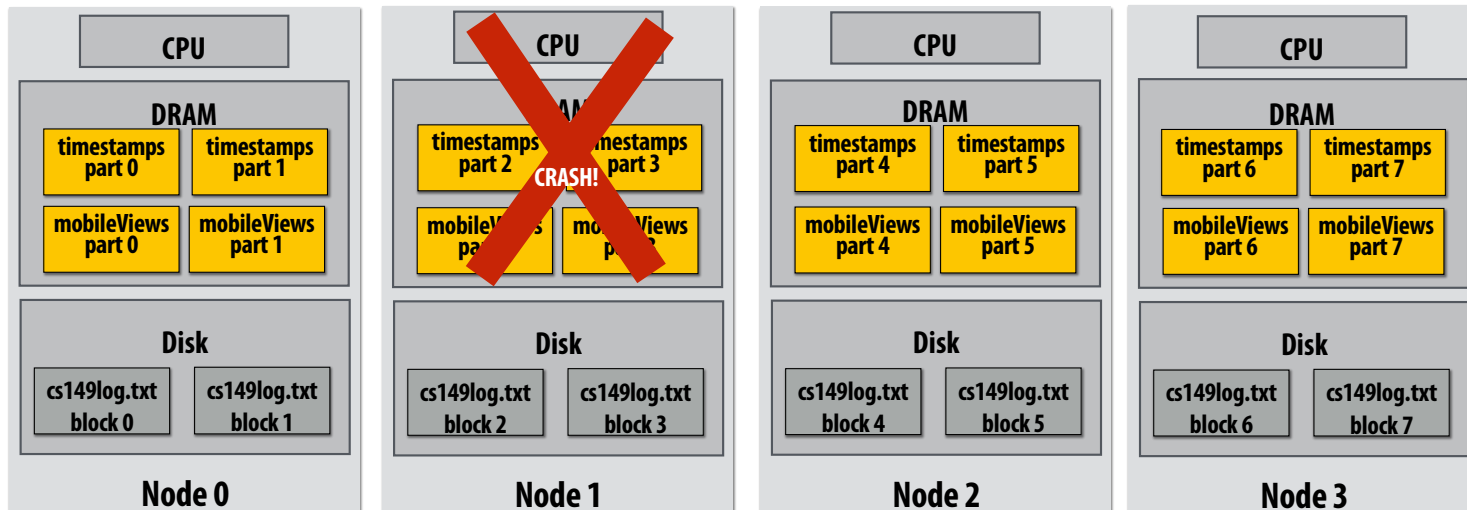 CPU
DRAM
timestamps
part 0
timestamps
part 1
mobileViews
part 0
mobileViews
part 1
Disk
cs149log.txt
block 0
cs149log.txt
block 1
Node 0
CPU
timestamps
part 2
part 3
CRASH!
Disk
cs149log.txt
block 2
cs149log.txt
block 3
Node 1
CPU
DRAM
timestamps
part 4
timestamps
part 5
mobileViews
part 4
mobileViews
part 5
Disk
cs149log.txt
block 4
cs149log.txt
block 5
Node 2
CPU
DRAM
timestamps
part 6
timestamps
part 7
mobileViews
part 6
mobileViews
part 7
Disk
cs149log.txt
block 6
cs149log.txt
block 7
Node 3